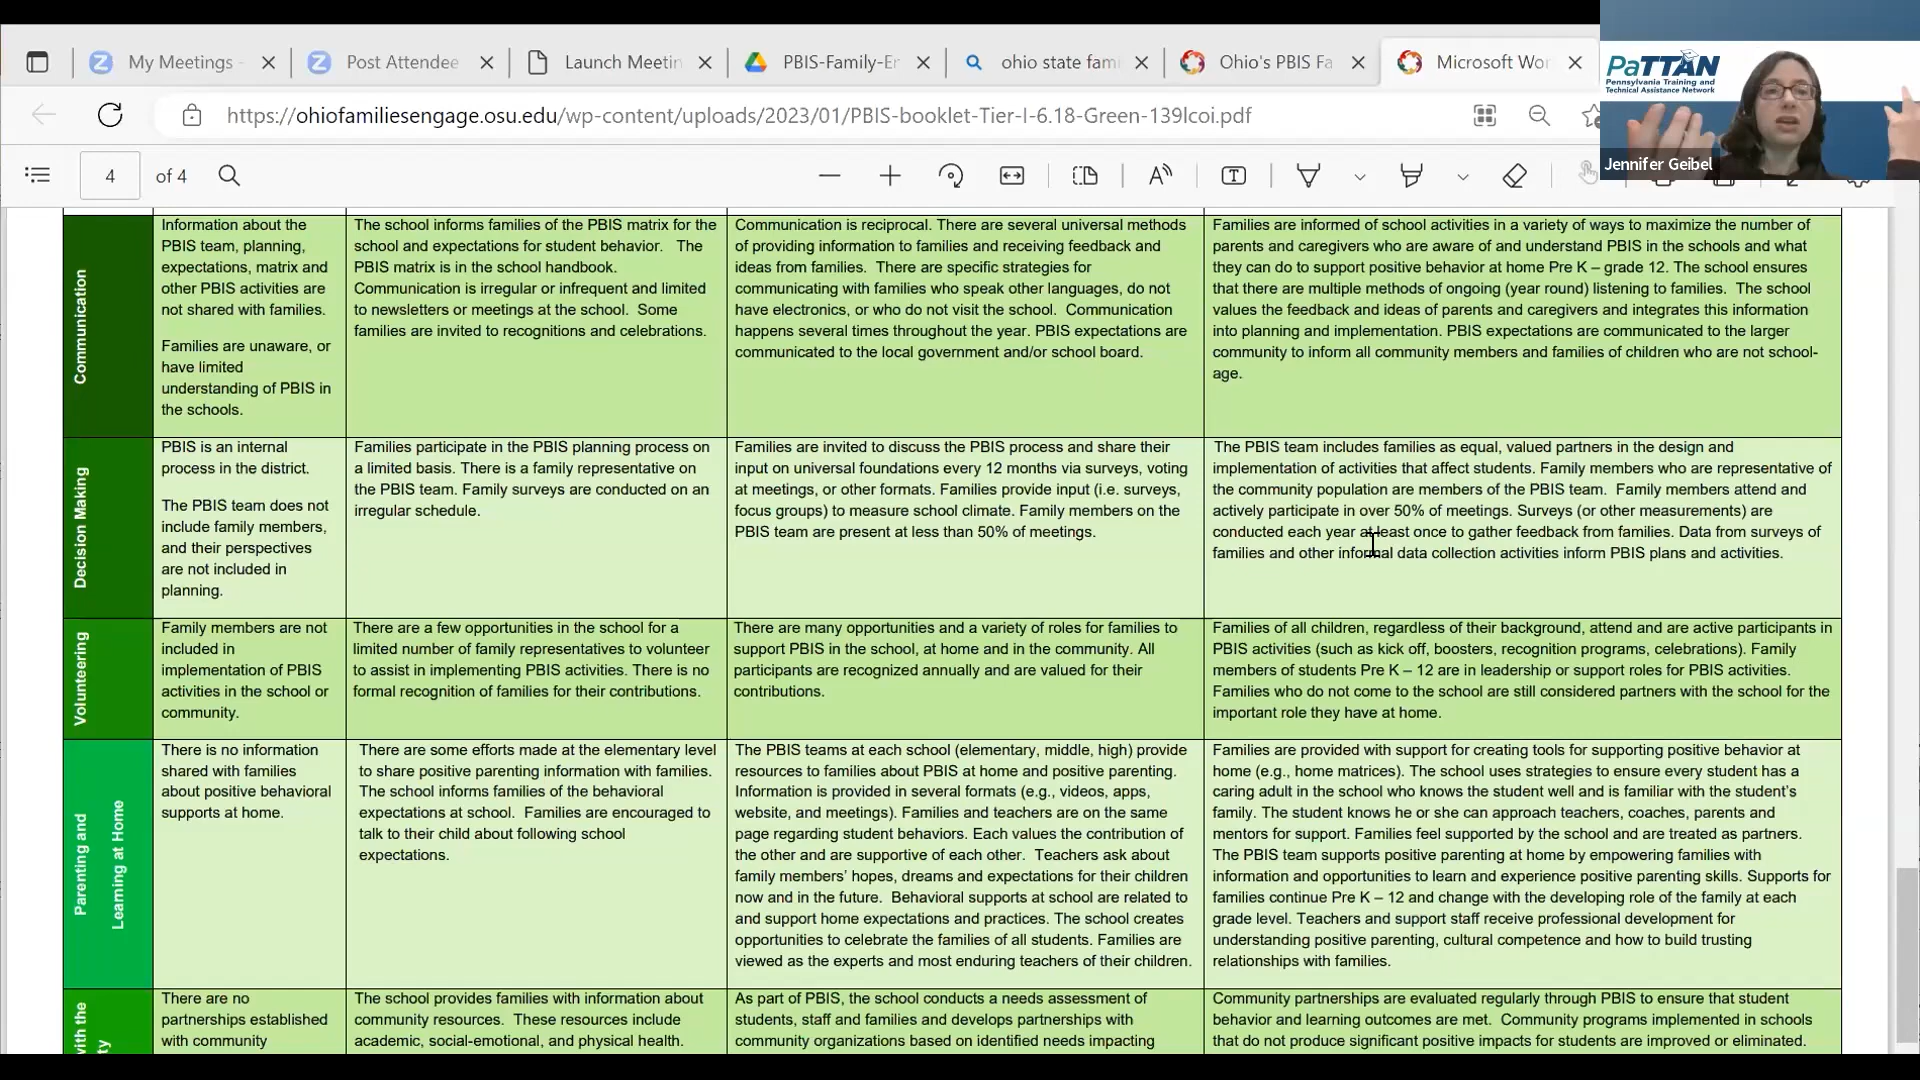 My Meetings -
Post Attendee
Launch Meetin
PBIS-Family-En
ohio state fam
Ohio's PBIS Fa
Microsoft Wor
PaTTAN
Pennsylvania Training and
Technical Assistance Network
Jennifer Geibel
https://ohiofamiliesengage.osu.edu/wp-content/uploads/2023/01/PBIS-booklet-Tier-I-6.18-Green-139lcoi.pdf
4 of 4
Communication
Information about the
PBIS team, planning,
expectations, matrix and
other PBIS activities are
not shared with families.
Families are unaware, or
have limited
understanding of PBIS in
the schools.
The school informs families of the PBIS matrix for the
school and expectations for student behavior. The
PBIS matrix is in the school handbook.
Communication is irregular or infrequent and limited
to newsletters or meetings at the school. Some
families are invited to recognitions and celebrations.
Communication is reciprocal. There are several universal methods
of providing information to families and receiving feedback and
ideas from families. There are specific strategies for
communicating with families who speak other languages, do not
have electronics, or who do not visit the school. Communication
happens several times throughout the year. PBIS expectations are
communicated to the local government and/or school board.
Families are informed of school activities in a variety of ways to maximize the number of
parents and caregivers who are aware of and understand PBIS in the schools and what
they can do to support positive behavior at home Pre K – grade 12. The school ensures
that there are multiple methods of ongoing (year round) listening to families. The school
values the feedback and ideas of parents and caregivers and integrates this information
into planning and implementation. PBIS expectations are communicated to the larger
community to inform all community members and families of children who are not school-
age.
Decision Making
PBIS is an internal
process in the district.
The PBIS team does not
include family members,
and their perspectives
are not included in
planning.
Families participate in the PBIS planning process on
a limited basis. There is a family representative on
the PBIS team. Family surveys are conducted on an
irregular schedule.
Families are invited to discuss the PBIS process and share their
input on universal foundations every 12 months via surveys, voting
at meetings, or other formats. Families provide input (i.e. surveys,
focus groups) to measure school climate. Family members on the
PBIS team are present at less than 50% of meetings.
The PBIS team includes families as equal, valued partners in the design and
implementation of activities that affect students. Family members who are representative of
the community population are members of the PBIS team. Family members attend and
actively participate in over 50% of meetings. Surveys (or other measurements) are
conducted each year at least once to gather feedback from families. Data from surveys of
families and other informal data collection activities inform PBIS plans and activities.
Volunteering
Family members are not
included in
implementation of PBIS
activities in the school or
community.
There are a few opportunities in the school for a
limited number of family representatives to volunteer
to assist in implementing PBIS activities. There is no
formal recognition of families for their contributions.
There are many opportunities and a variety of roles for families to
support PBIS in the school, at home and in the community. All
participants are recognized annually and are valued for their
contributions.
Families of all children, regardless of their background, attend and are active participants in
PBIS activities (such as kick off, boosters, recognition programs, celebrations). Family
members of students Pre K – 12 are in leadership or support roles for PBIS activities.
Families who do not come to the school are still considered partners with the school for the
important role they have at home.
Parenting and
Learning at Home
There is no information
shared with families
about positive behavioral
supports at home.
There are some efforts made at the elementary level
to share positive parenting information with families.
The school informs families of the behavioral
expectations at school. Families are encouraged to
talk to their child about following school
expectations.
The PBIS teams at each school (elementary, middle, high) provide
resources to families about PBIS at home and positive parenting.
Information is provided in several formats (e.g., videos, apps,
website, and meetings). Families and teachers are on the same
page regarding student behaviors. Each values the contribution of
the other and are supportive of each other. Teachers ask about
family members' hopes, dreams and expectations for their children
now and in the future. Behavioral supports at school are related to
and support home expectations and practices. The school creates
opportunities to celebrate the families of all students. Families are
viewed as the experts and most enduring teachers of their children.
Families are provided with support for creating tools for supporting positive behavior at
home (e.g., home matrices). The school uses strategies to ensure every student has a
caring adult in the school who knows the student well and is familiar with the student's
family. The student knows he or she can approach teachers, coaches, parents and
mentors for support. Families feel supported by the school and are treated as partners.
The PBIS team supports positive parenting at home by empowering families with
information and opportunities to learn and experience positive parenting skills. Supports for
families continue Pre K – 12 and change with the developing role of the family at each
grade level. Teachers and support staff receive professional development for
understanding positive parenting, cultural competence and how to build trusting
relationships with families.
with the
ty
There are no
partnerships established
with community
The school provides families with information about
community resources. These resources include
academic, social-emotional, and physical health.
As part of PBIS, the school conducts a needs assessment of
students, staff and families and develops partnerships with
community organizations based on identified needs impacting
Community partnerships are evaluated regularly through PBIS to ensure that student
behavior and learning outcomes are met. Community programs implemented in schools
that do not produce significant positive impacts for students are improved or eliminated.